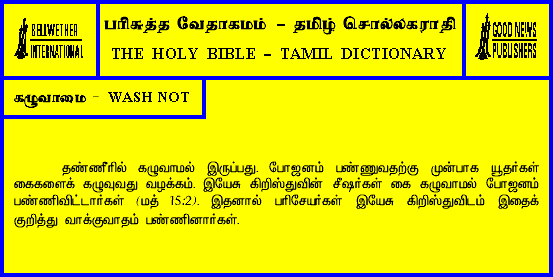 BELLWETHER
INTERNATIONAL
பரிசுத்த வேதாகமம் - தமிழ் சொல்லகராதி
THE HOLY BIBLE - TAMIL DICTIONARY
GOOD NEWS
PUBLISHERS
கழுவாமை - WASH NOT
தண்ணீரில் கழுவாமல் இருப்பது. போஜனம் பண்ணுவதற்கு முன்பாக யூதர்கள்
கைகளைக் கழுவுவது வழக்கம். இயேசு கிறிஸ்துவின் சீஷர்கள் கை கழுவாமல் போஜனம்
பண்ணிவிட்டார்கள் (மத் 15:2). இதனால் பரிசேயர்கள் இயேசு கிறிஸ்துவிடம் இதைக்
குறித்து வாக்குவாதம் பண்ணினார்கள்.